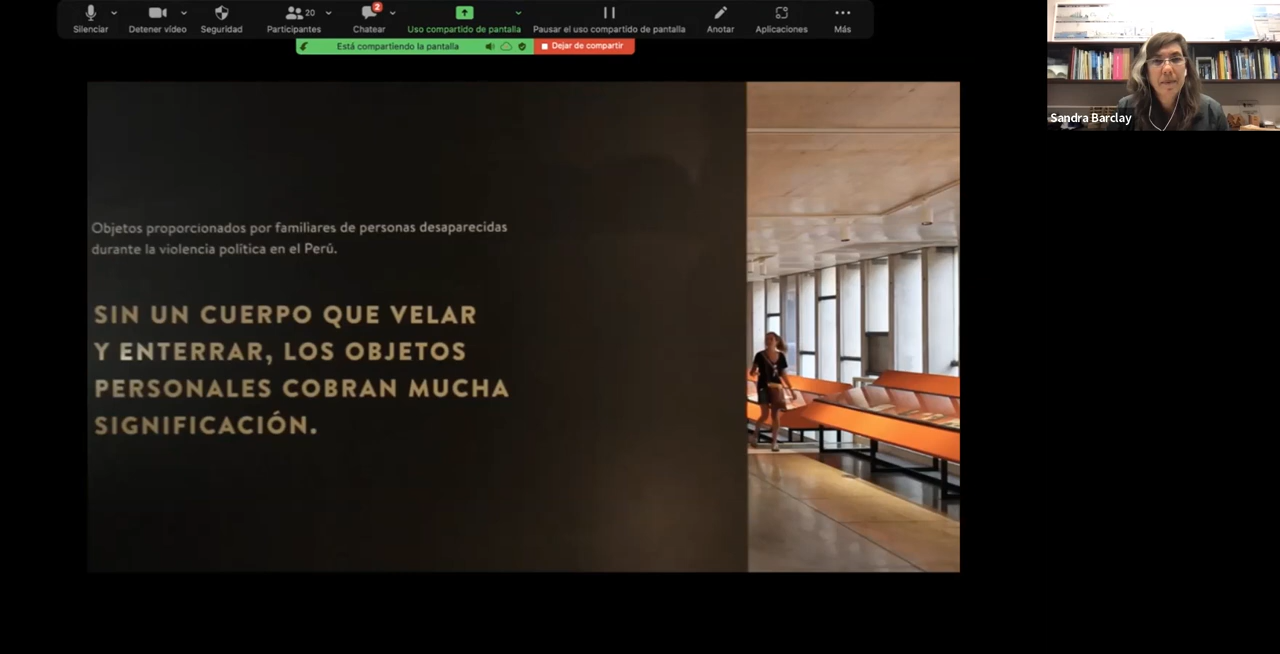 Silenciar
Detener vídeo
Seguridad
20
Participantes
2
Chatear
Uso compartido de pantalla
Pausar el uso compartido de pantalla
Anotar
Aplicaciones
Más
Está compartiendo la pantalla
Dejar de compartir
Sandra Barclay
Objetos proporcionados por familiares de personas desaparecidas
durante la violencia política en el Perú.
SIN UN CUERPO QUE VELAR
Y ENTERRAR, LOS OBJETOS
PERSONALES COBRAN MUCHA
SIGNIFICACIÓN.